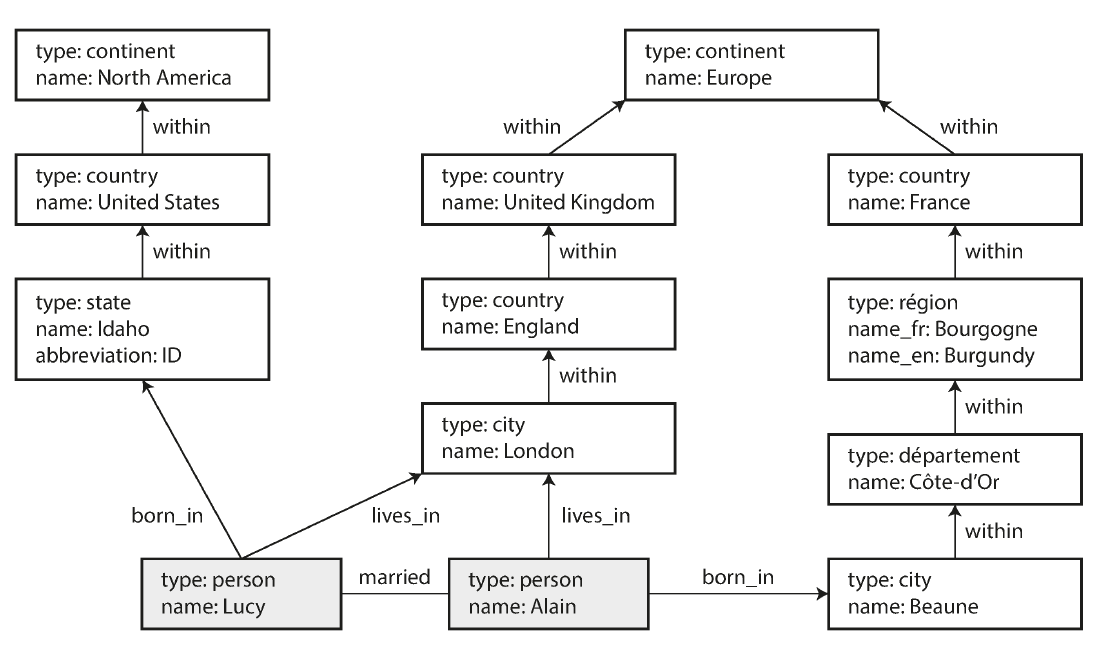 type: continent
name: North America
type: continent
name: Europe
within
within
within
type: country
name: United States
type: country
name: United Kingdom
type: country
name: France
within
within
within
type: state
name: Idaho
abbreviation: ID
type: country
name: England
type: région
name_fr: Bourgogne
name_en: Burgundy
within
within
type: city
name: London
type: département
name: Côte-d'Or
born_in
lives_in
lives_in
within
type: person
name: Lucy
married
type: person
name: Alain
born_in
type: city
name: Beaune